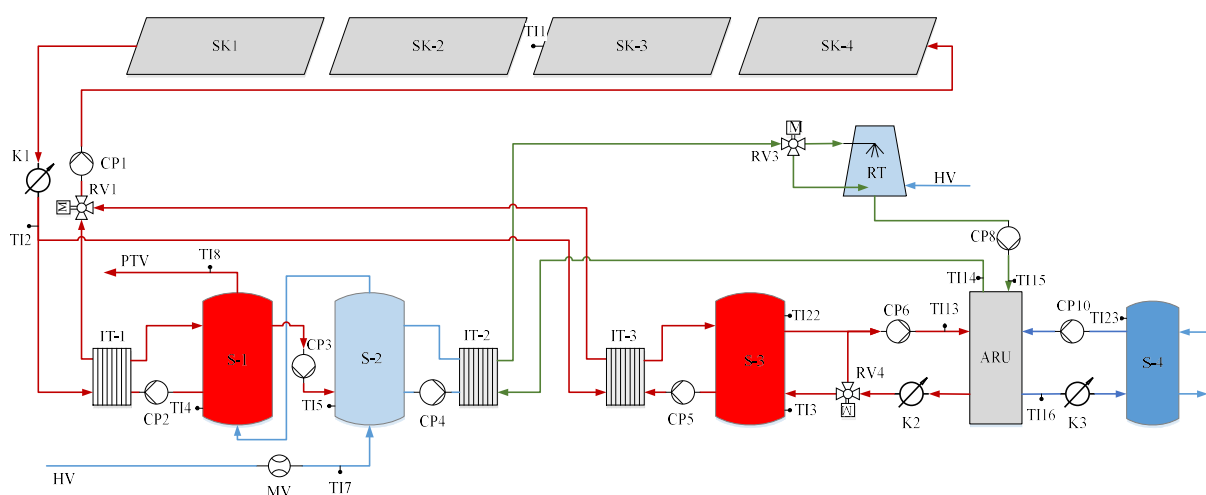 SK1
SK-2
TI1
SK-3
SK-4
K1
CP1
RV1
M
TI2
M
RV3
RT
HV
CP8
PTV
TI8
TI14
TI15
IT-1
S-1
CP3
S-2
IT-2
IT-3
S-3
TI22
CP6
TI13
ARU
CP10
TI23
S-4
CP2
TI4
TI5
CP4
CP5
TI3
RV4
M
K2
TI16
K3
HV
MV
TI7